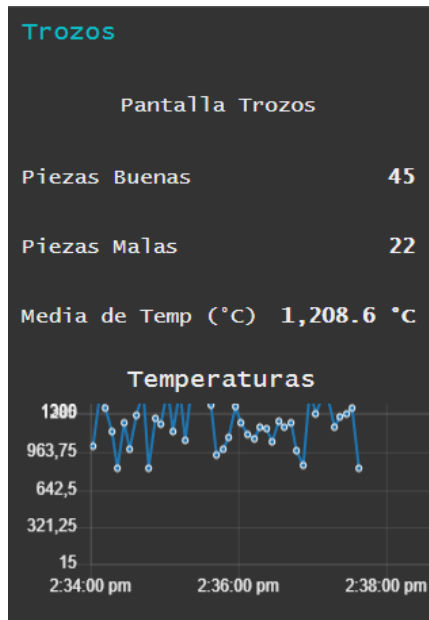 Trozos
Pantalla Trozos
Piezas Buenas 45
Piezas Malas 22
Media de Temp (°C) 1,208.6 °C
Temperaturas
963,75
642,5
321,25
15
2:34:00 pm 2:36:00 pm 2:38:00 pm